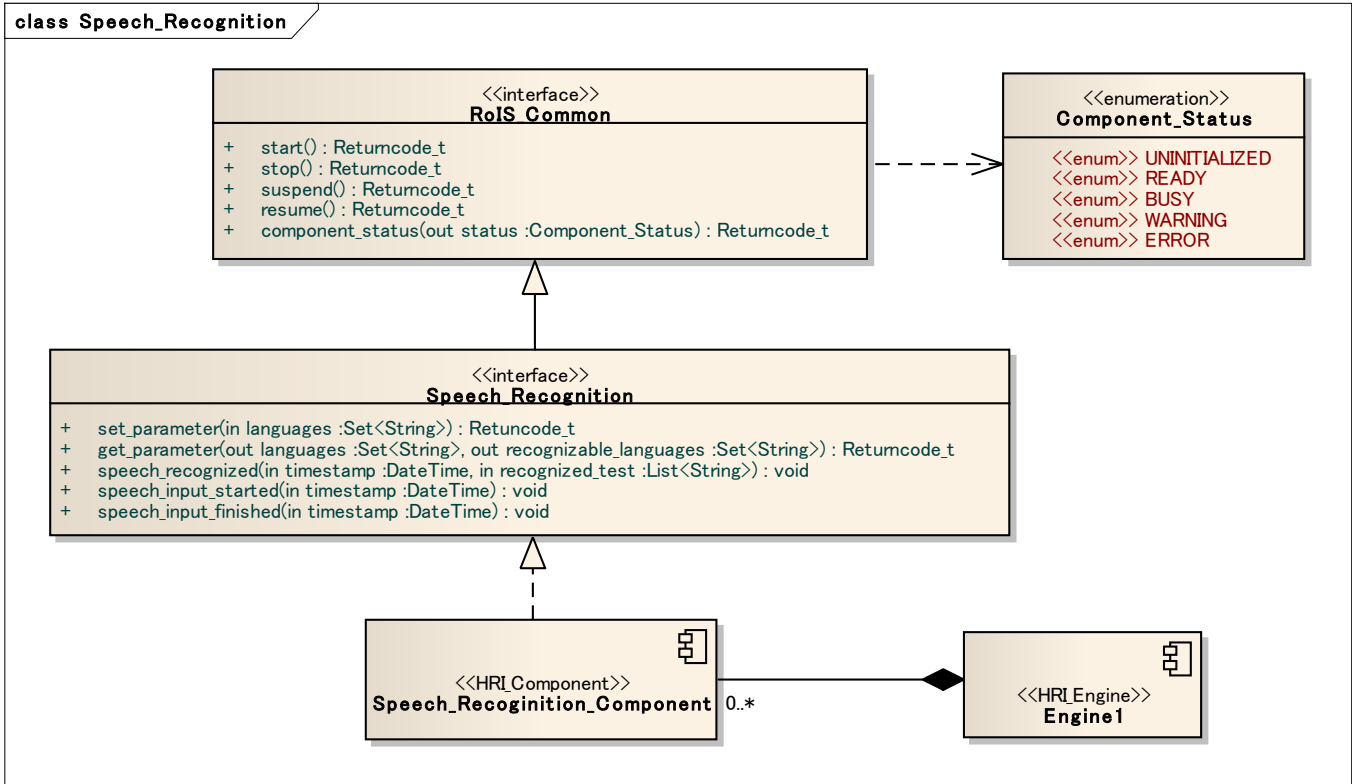 class Speech_Recognition
<<interface>>
RoIS_Common
+ start() : Returncode_t
+ stop() : Returncode_t
+ suspend() : Returncode_t
+ resume() : Returncode_t
+ component_status(out status :Component_Status) : Returncode_t
<<enumeration>>
Component_Status
<<enum>> UNINITIALIZED
<<enum>> READY
<<enum>> BUSY
<<enum>> WARNING
<<enum>> ERROR
<<interface>>
Speech_Recognition
+ set_parameter(in languages :Set<String>) : Retuncode_t
+ get_parameter(out languages :Set<String>, out recognizable_languages :Set<String>) : Returncode_t
+ speech_recognized(in timestamp :DateTime, in recognized_test :List<String>) : void
+ speech_input_started(in timestamp :DateTime) : void
+ speech_input_finished(in timestamp :DateTime) : void
<<HRI_Component>>
Speech_Recoginition_Component
0..*
<<HRI_Engine>>
Engine1